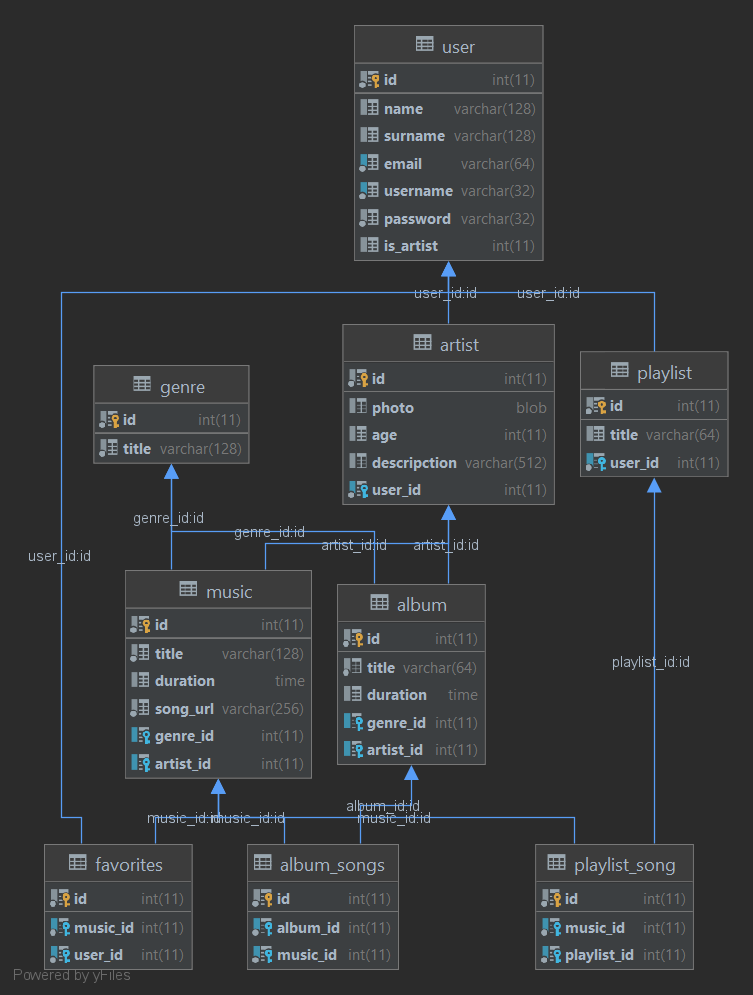 user
id int(11)
name varchar(128)
surname varchar(128)
email varchar(64)
username varchar(32)
password varchar(32)
is_artist int(11)
user_id:id
user_id:id
artist
id int(11)
photo blob
age int(11)
descripction varchar(512)
user_id int(11)
playlist
id int(11)
title varchar(64)
user_id int(11)
genre
id int(11)
title varchar(128)
genre_id:id
genre_id:id
artist_id:id
artist_id:id
user_id:id
music
id int(11)
title varchar(128)
duration time
song_url varchar(256)
genre_id int(11)
artist_id int(11)
album
id int(11)
title varchar(64)
duration time
genre_id int(11)
artist_id int(11)
playlist_id:id
album_id:id
music_id:id
music_id:id
music_id:id
favorites
id int(11)
music_id int(11)
user_id int(11)
album_songs
id int(11)
album_id int(11)
music_id int(11)
playlist_song
id int(11)
music_id int(11)
playlist_id int(11)
Powered by yFiles